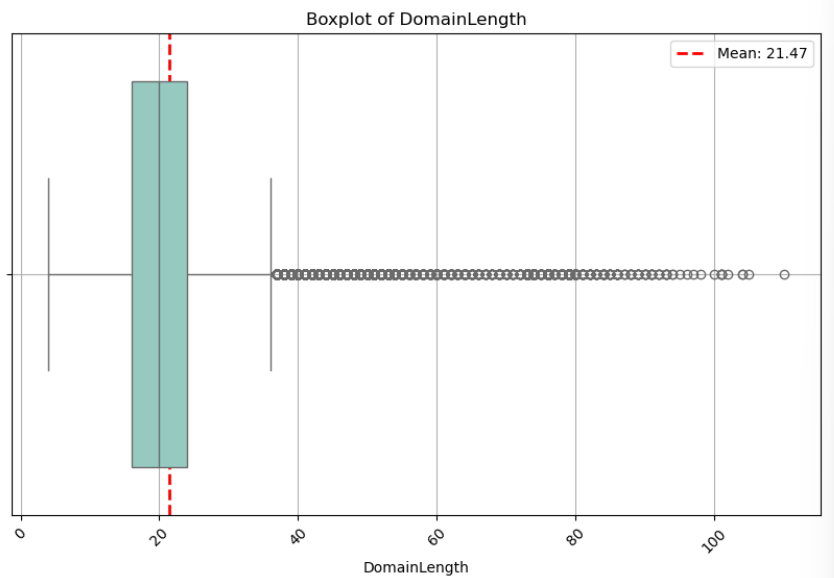 Boxplot of DomainLength
Mean: 21.47
0 20 40 60 80 100
DomainLength